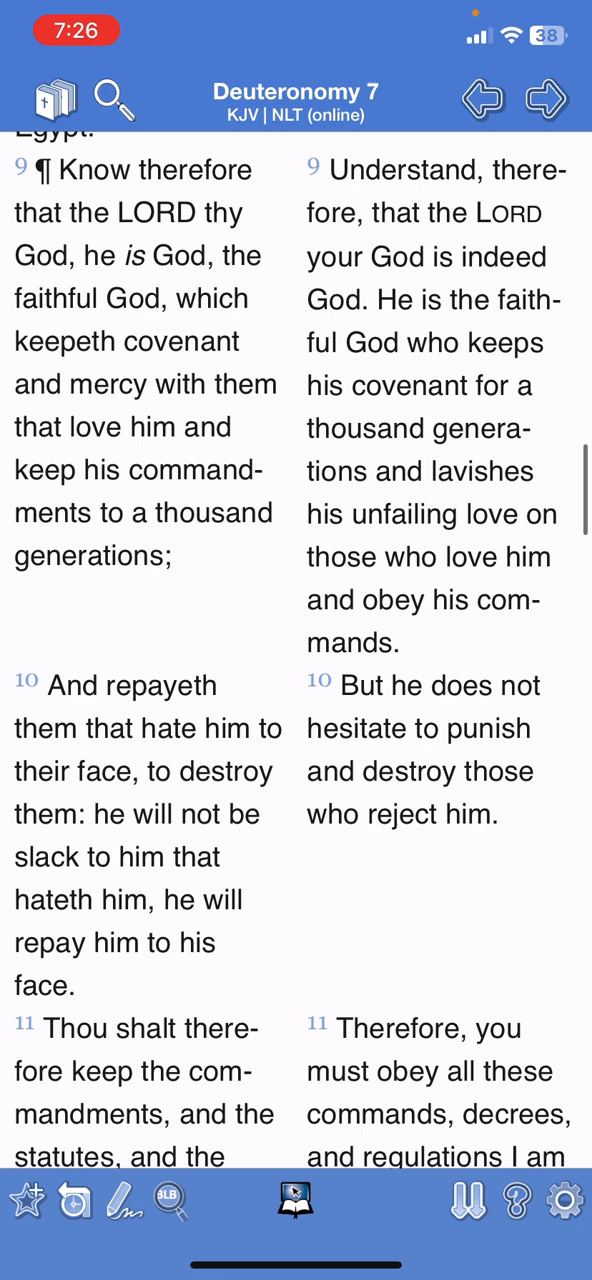 7:26
38
Deuteronomy 7
KJV | NLT (online)
Egypt.
9 ¶ Know therefore
that the LORD thy
God, he is God, the
faithful God, which
keepeth covenant
and mercy with them
that love him and
keep his command-
ments to a thousand
generations;
10 And repayeth
them that hate him to
their face, to destroy
them: he will not be
slack to him that
hateth him, he will
repay him to his
face.
11 Thou shalt there-
fore keep the com-
mandments, and the
statutes, and the
9 Understand, there-
fore, that the LORD
your God is indeed
God. He is the faith-
ful God who keeps
his covenant for a
thousand genera-
tions and lavishes
his unfailing love on
those who love him
and obey his com-
mands.
10 But he does not
hesitate to punish
and destroy those
who reject him.
11 Therefore, you
must obey all these
commands, decrees,
and regulations I am
BLB